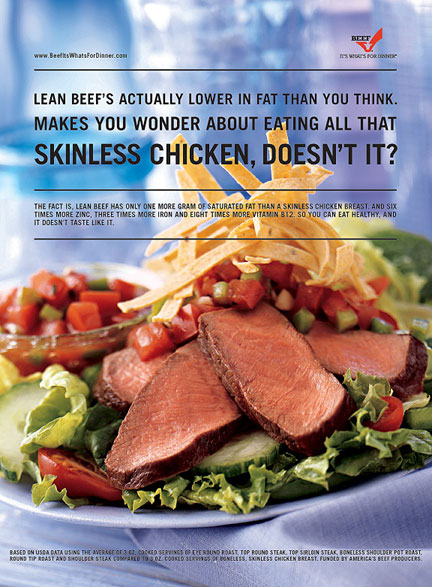 www.BeefItsWhatsForDinner.com
BEEF
IT'S WHAT'S FOR DINNER®
LEAN BEEF'S ACTUALLY LOWER IN FAT THAN YOU THINK.
MAKES YOU WONDER ABOUT EATING ALL THAT
SKINLESS CHICKEN, DOESN'T IT?
THE FACT IS, LEAN BEEF HAS ONLY ONE MORE GRAM OF SATURATED FAT THAN A SKINLESS CHICKEN BREAST. AND SIX
TIMES MORE ZINC, THREE TIMES MORE IRON AND EIGHT TIMES MORE VITAMIN B12. SO YOU CAN EAT HEALTHY, AND
IT DOESN'T TASTE LIKE IT.
BASED ON USDA DATA USING THE AVERAGE OF 3 OZ. COOKED SERVINGS OF EYE ROUND ROAST, TOP ROUND STEAK, TOP SIRLOIN STEAK, BONELESS SHOULDER POT ROAST,
ROUND TIP ROAST AND SHOULDER STEAK COMPARED TO 3 OZ. COOKED SERVINGS OF BONELESS, SKINLESS CHICKEN BREAST. FUNDED BY AMERICA'S BEEF PRODUCERS.